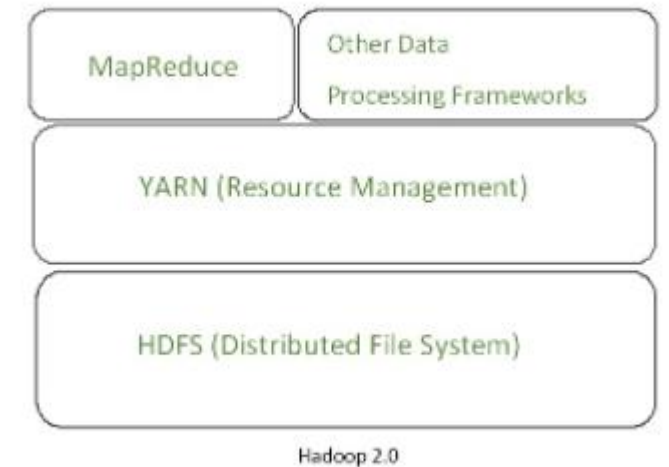 MapReduce
Other Data
Processing Frameworks
YARN (Resource Management)
HDFS (Distributed File System)
Hadoop 2.0